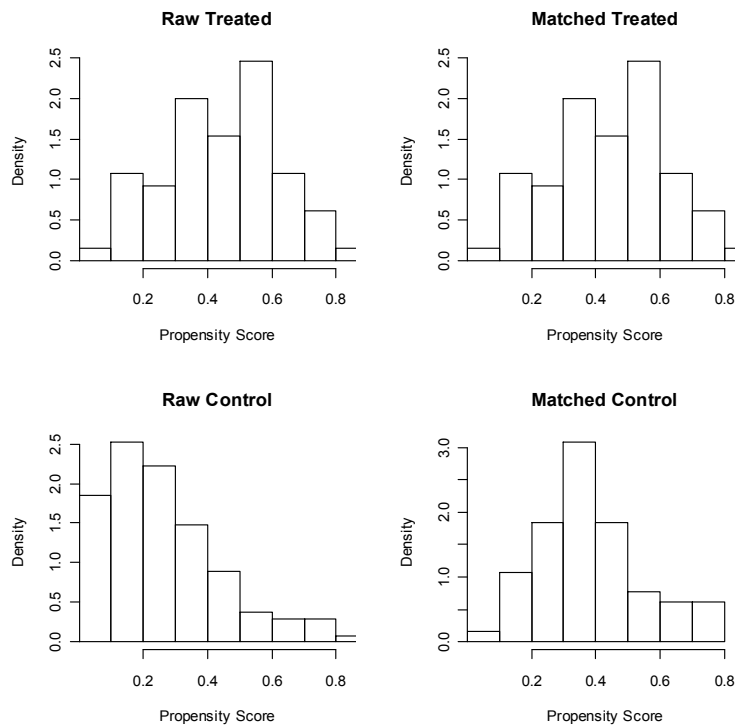 Raw Treated
Density
0.0 0.5 1.0 1.5 2.0 2.5
0.2 0.4 0.6 0.8
Propensity Score
Matched Treated
Density
0.0 0.5 1.0 1.5 2.0 2.5
0.2 0.4 0.6 0.8
Propensity Score
Raw Control
Density
0.0 0.5 1.0 1.5 2.0 2.5
0.2 0.4 0.6 0.8
Propensity Score
Matched Control
Density
0.0 1.0 2.0 3.0
0.2 0.4 0.6 0.8
Propensity Score